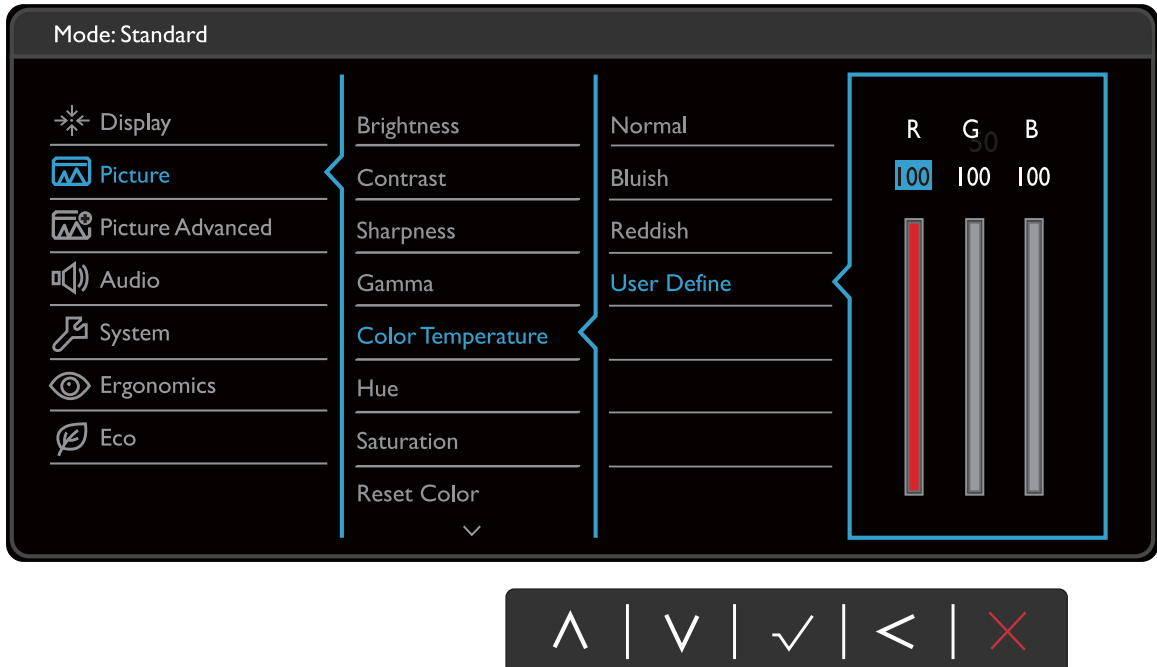 Mode: Standard
Display
Picture
Picture Advanced
Audio
System
Ergonomics
Eco
Brightness
Contrast
Sharpness
Gamma
Color Temperature
Hue
Saturation
Reset Color
Normal
Bluish
Reddish
User Define
R G B
50
100 100 100